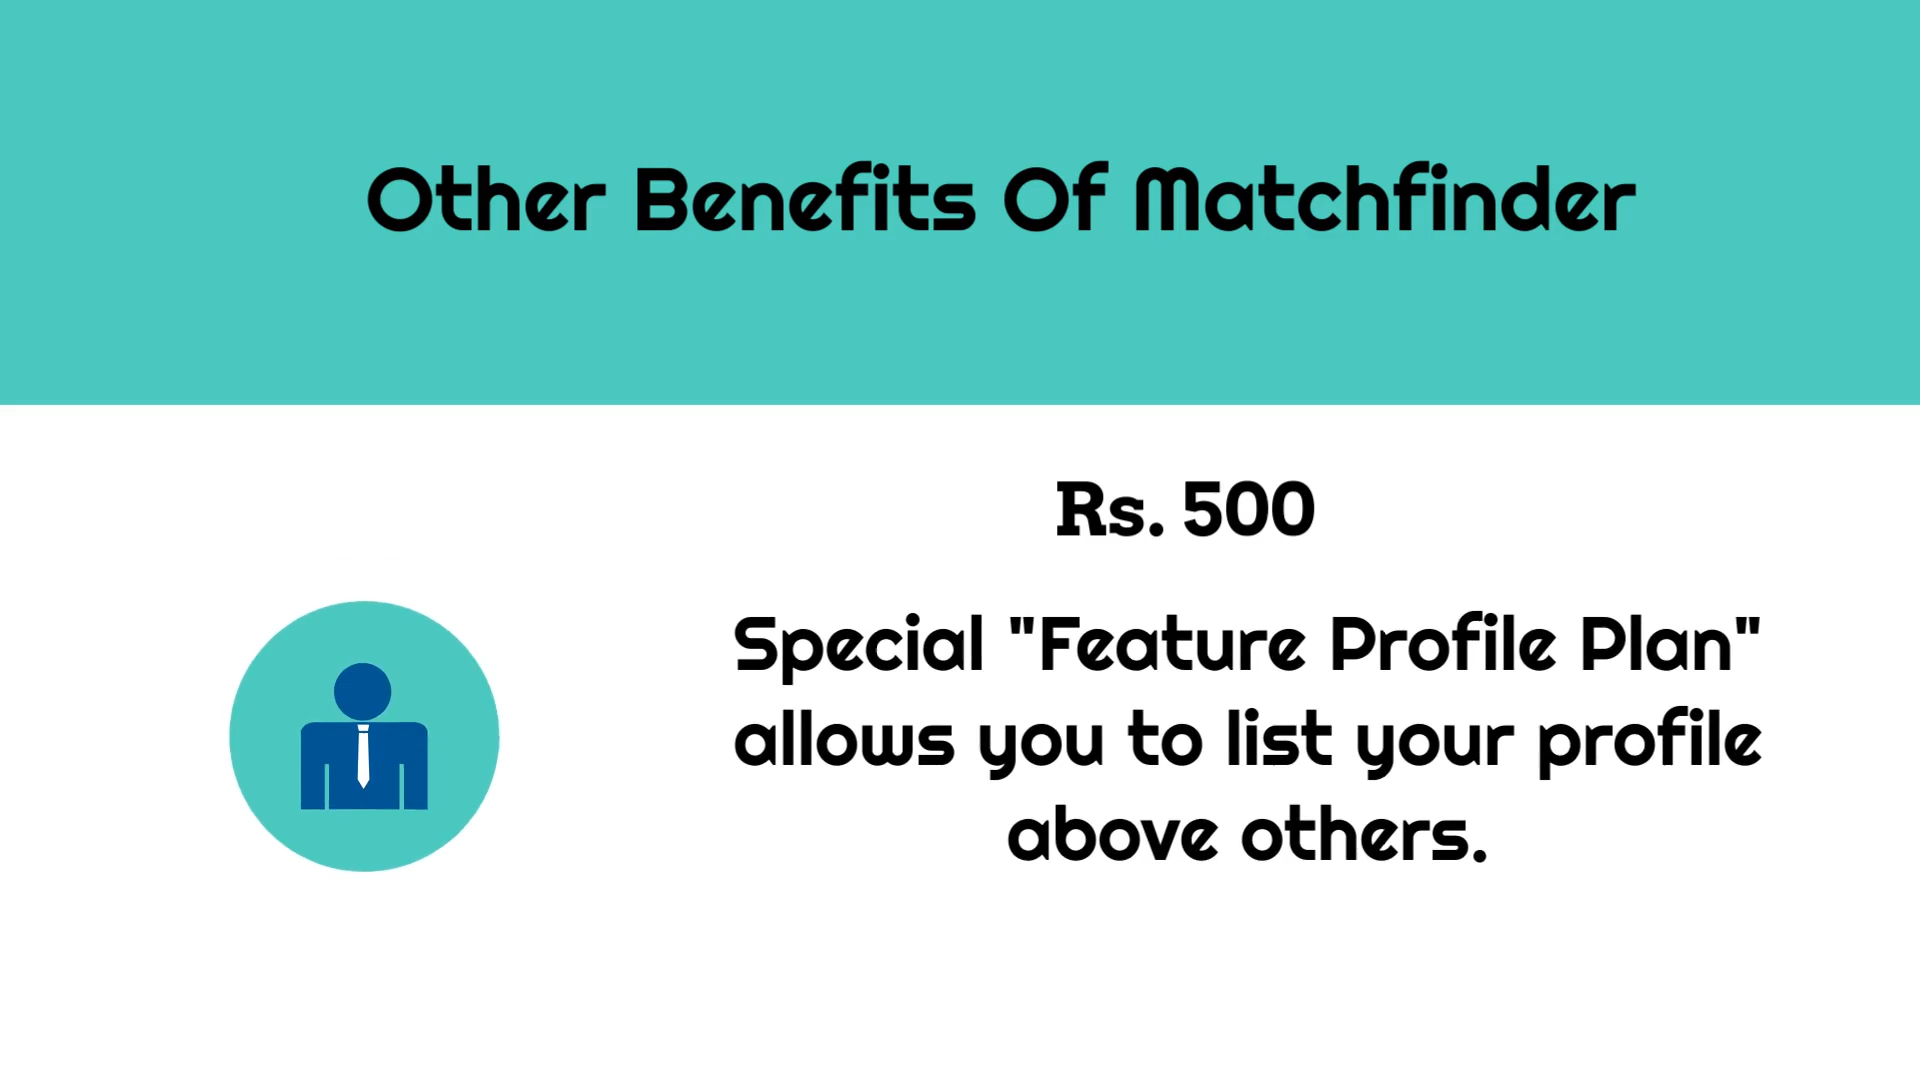 Other Benefits Of Matchfinder
Rs. 500
Special "Feature Profile Plan"
allows you to list your profile
above others.